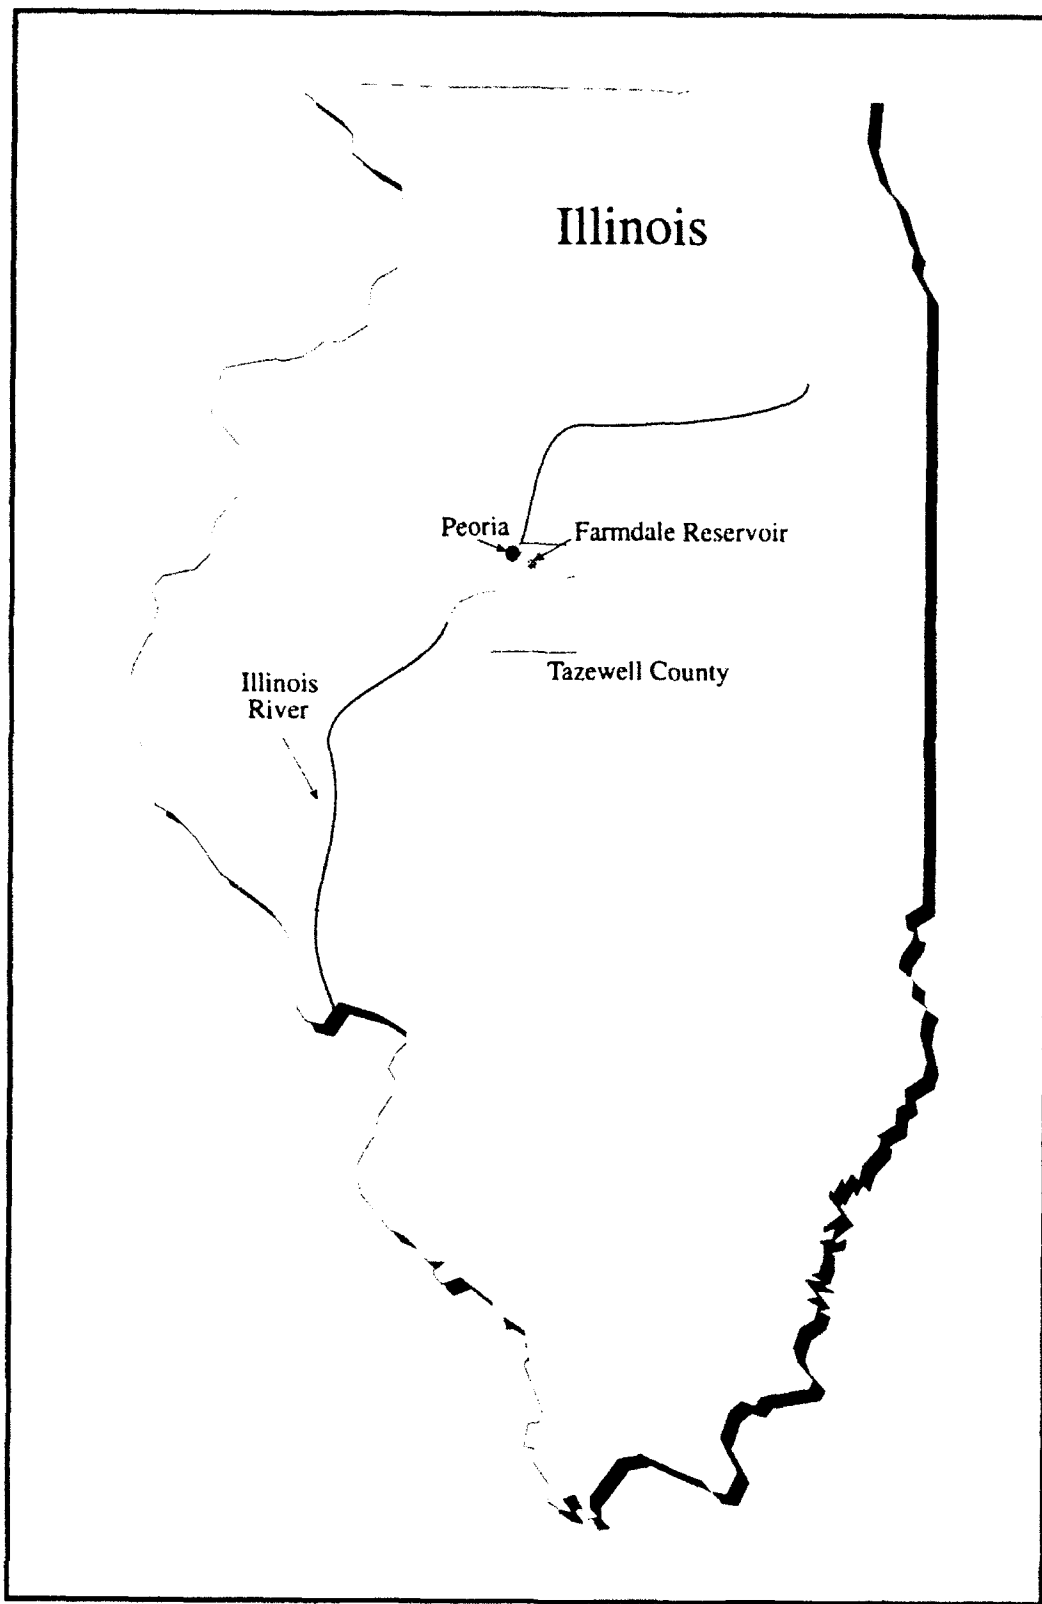 Illinois
Peoria
Farmdale Reservoir
Tazewell County
Illinois
River